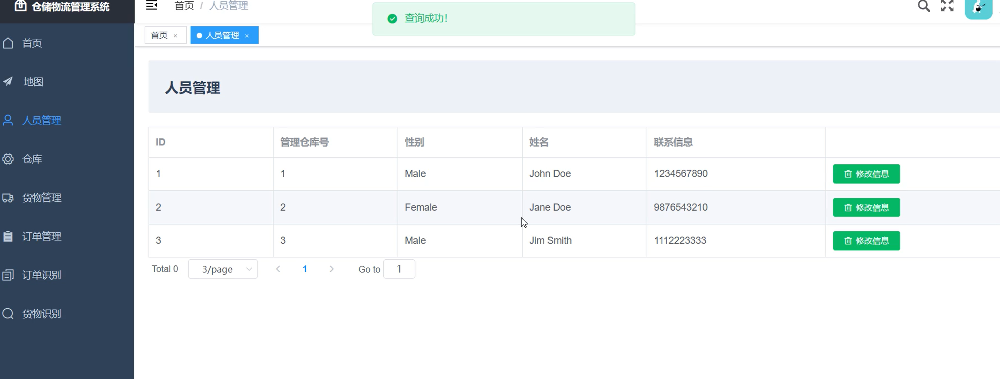 仓储物流管理系统
首页 / 人员管理
查询成功！
首页 ×
人员管理 ×
首页
地图
人员管理
仓库
货物管理
订单管理
订单识别
货物识别
人员管理
ID 管理仓库号 性别 姓名 联系信息
1 1 Male John Doe 1234567890 修改信息
2 2 Female Jane Doe 9876543210 修改信息
3 3 Male Jim Smith 1112223333 修改信息
Total 0 3/page 1 Go to 1